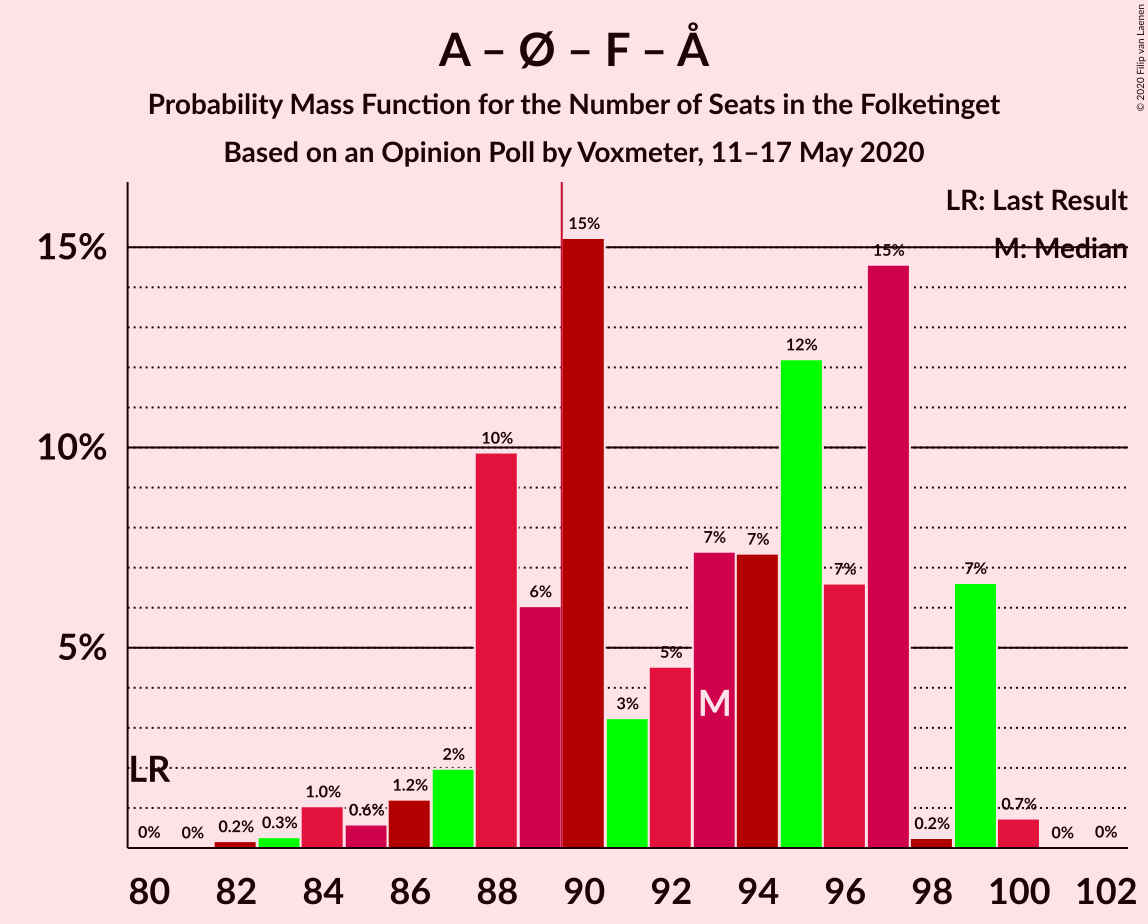 A – Ø – F – Å
Probability Mass Function for the Number of Seats in the Folketinget
Based on an Opinion Poll by Voxmeter, 11–17 May 2020
© 2020 Filip van Laenen
LR: Last Result
M: Median
15%
10%
5%
0%
0%
0.2%
0.3%
1.0%
0.6%
1.2%
2%
10%
6%
15%
3%
5%
7%
7%
12%
7%
15%
0.2%
7%
0.7%
0%
0%
LR
M
80 82 84 86 88 90 92 94 96 98 100 102